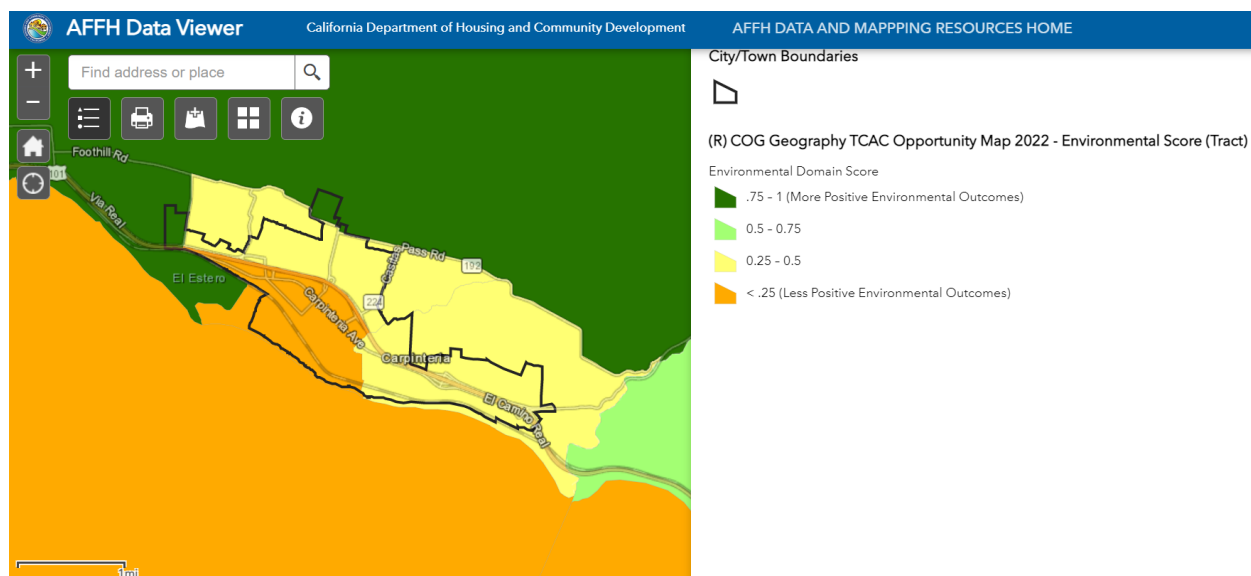 AFFH Data Viewer
California Department of Housing and Community Development
AFFH DATA AND MAPPPING RESOURCES HOME
+
Find address or place
−
i
Foothill Rd
101
Via Real
El Estero
Pass Rd
192
Casitas
224
Carpinteria Ave
Carpinteria
El Camino Real
1mi
City/Town Boundaries
(R) COG Geography TCAC Opportunity Map 2022 - Environmental Score (Tract)
Environmental Domain Score
.75 - 1 (More Positive Environmental Outcomes)
0.5 - 0.75
0.25 - 0.5
< .25 (Less Positive Environmental Outcomes)